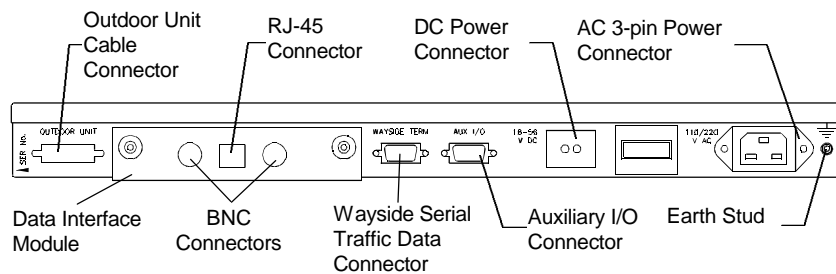 Outdoor Unit
Cable
Connector
RJ-45
Connector
DC Power
Connector
AC 3-pin Power
Connector
SER No.
OUTDOOR UNIT
WAYSIDE TERM
AUX I/O
18-56
V DC
110/220
V AC
Data Interface
Module
BNC
Connectors
Wayside Serial
Traffic Data
Connector
Auxiliary I/O
Connector
Earth Stud